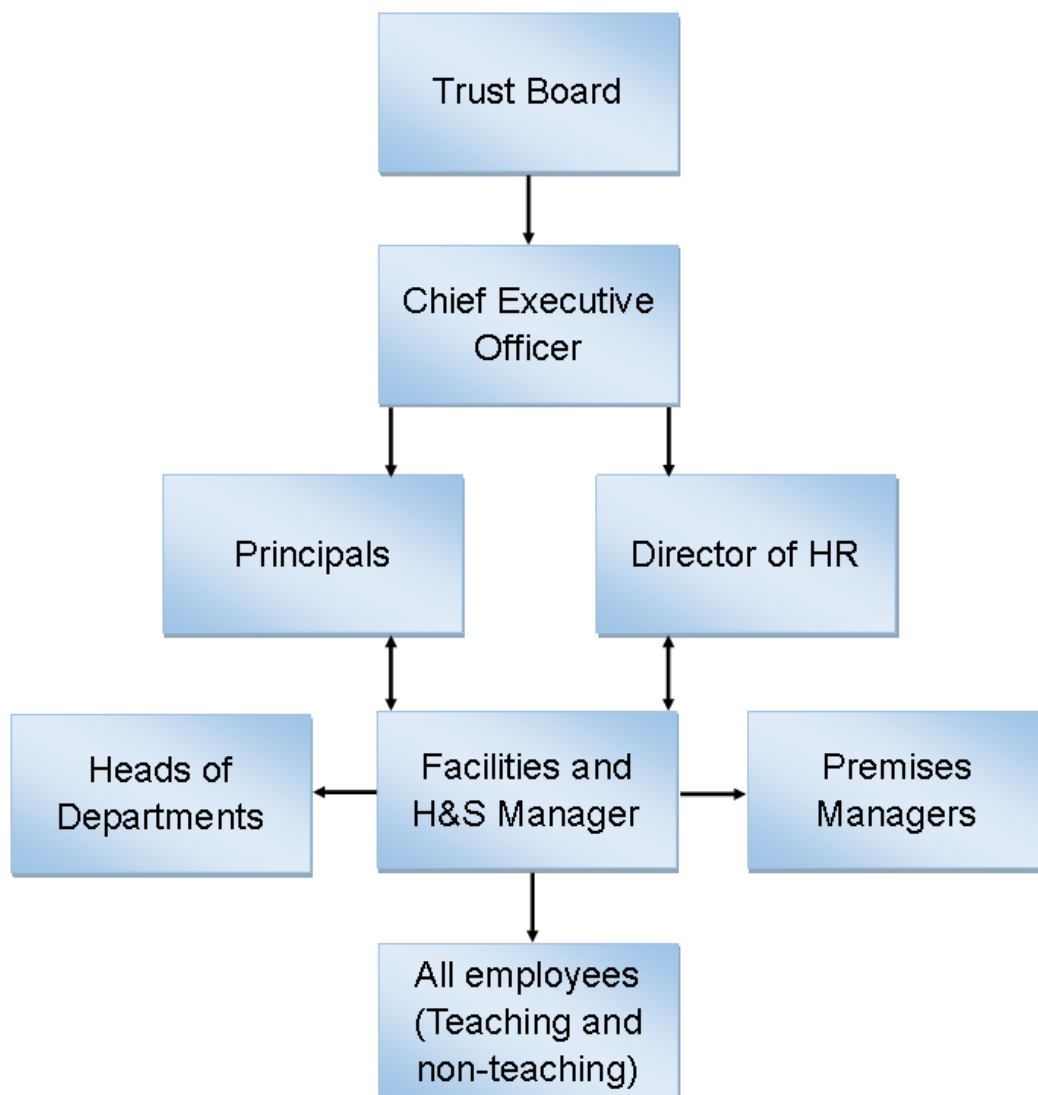 Trust Board
Chief Executive
Officer
Principals
Director of HR
Heads of
Departments
Facilities and
H&S Manager
Premises
Managers
All employees
(Teaching and
non-teaching)